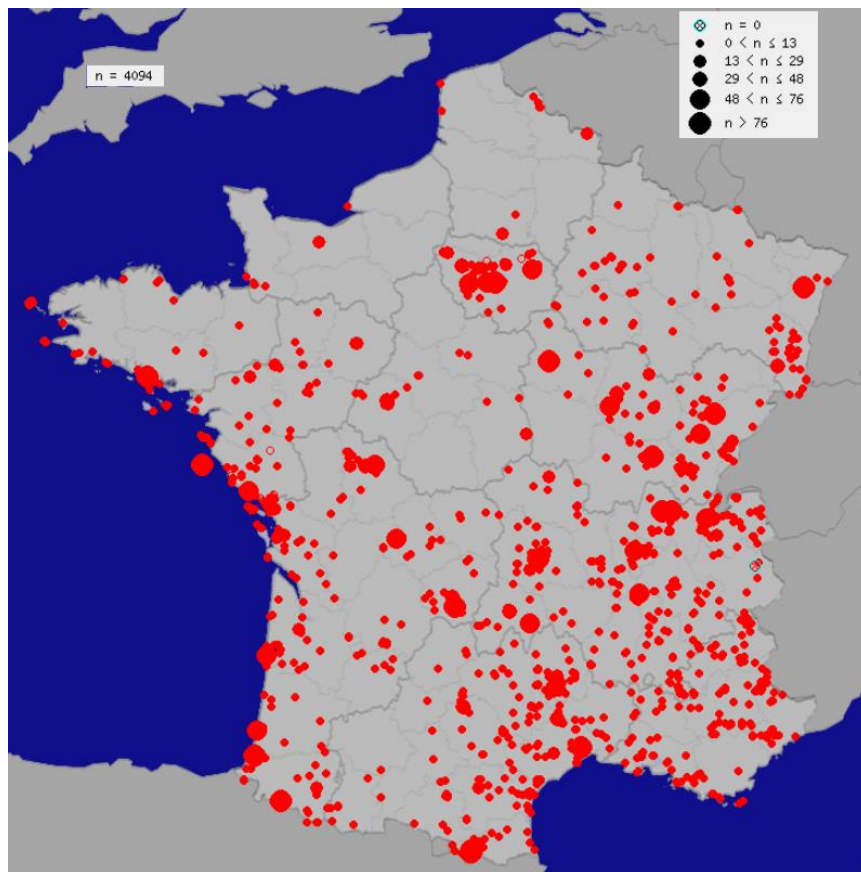 n = 4094
n = 0
0 < n ≤ 13
13 < n ≤ 29
29 < n ≤ 48
48 < n ≤ 76
n > 76